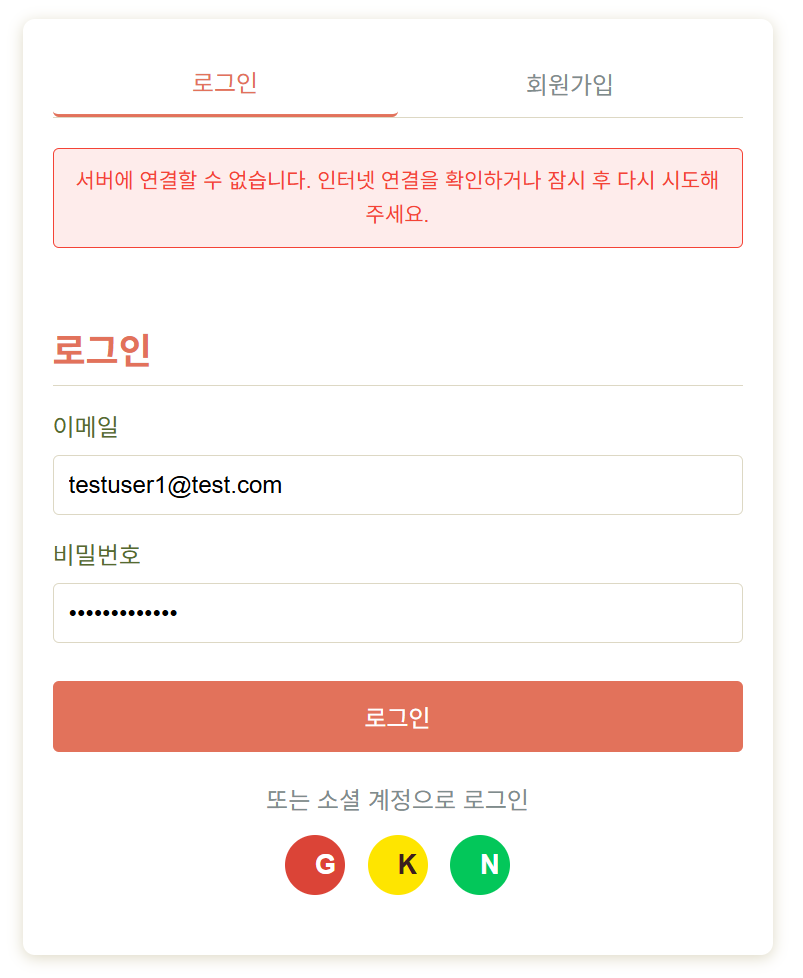 로그인
회원가입
서버에 연결할 수 없습니다. 인터넷 연결을 확인하거나 잠시 후 다시 시도해
주세요.
로그인
이메일
testuser1@test.com
비밀번호
•••••••••••••
로그인
또는 소셜 계정으로 로그인
G K N